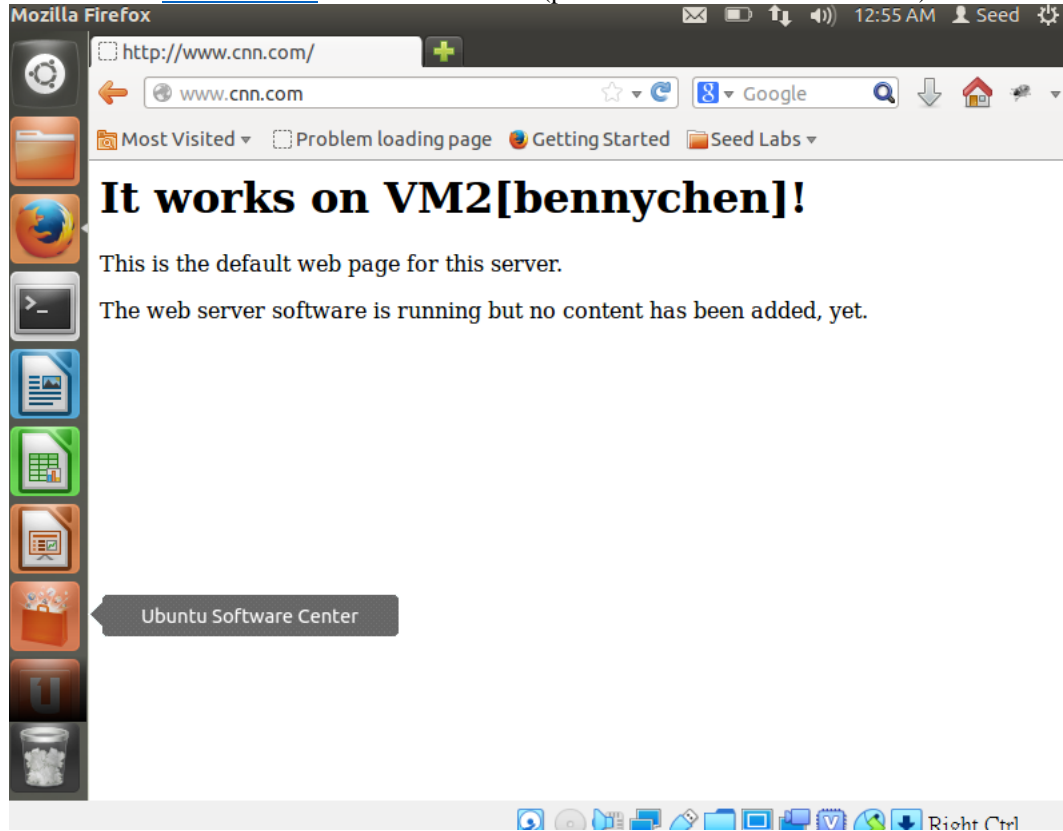 Mozilla Firefox 12:55 AM Seed
http://www.cnn.com/
www.cnn.com 8 Google
Most Visited Problem loading page Getting Started Seed Labs
It works on VM2[bennychen]!
This is the default web page for this server.
The web server software is running but no content has been added, yet.
>_
Ubuntu Software Center
U
V Right Ctrl